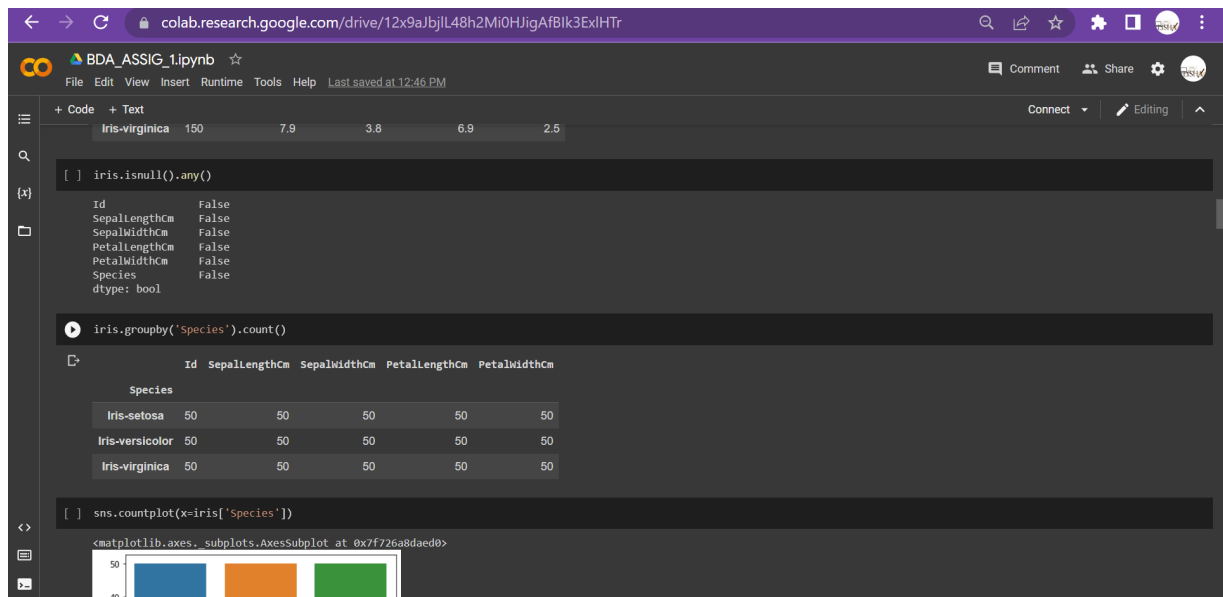 colab.research.google.com/drive/12x9aJbjlL48h2Mi0HJigAfBIk3ExlHTr
CO BDA_ASSIG_1.ipynb
File Edit View Insert Runtime Tools Help Last saved at 12:46 PM
Comment Share
+ Code + Text Connect Editing
Iris-virginica 150 7.9 3.8 6.9 2.5
[ ] iris.isnull().any()
{x}
Id False
SepalLengthCm False
SepalWidthCm False
PetalLengthCm False
PetalWidthCm False
Species False
dtype: bool
iris.groupby('Species').count()
Id SepalLengthCm SepalWidthCm PetalLengthCm PetalWidthCm
Species
Iris-setosa 50 50 50 50 50
Iris-versicolor 50 50 50 50 50
Iris-virginica 50 50 50 50 50
[ ] sns.countplot(x=iris['Species'])
<matplotlib.axes._subplots.AxesSubplot at 0x7f726a8daed0>
50
40